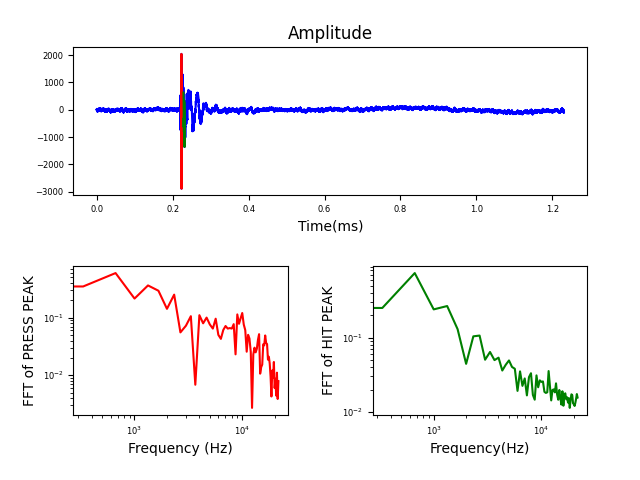 Amplitude
2000
1000
0
−1000
−2000
−3000
0.0 0.2 0.4 0.6 0.8 1.0 1.2
Time(ms)
FFT of PRESS PEAK
10⁻¹
10⁻²
10³ 10⁴
Frequency (Hz)
FFT of HIT PEAK
10⁻¹
10⁻²
10³ 10⁴
Frequency(Hz)